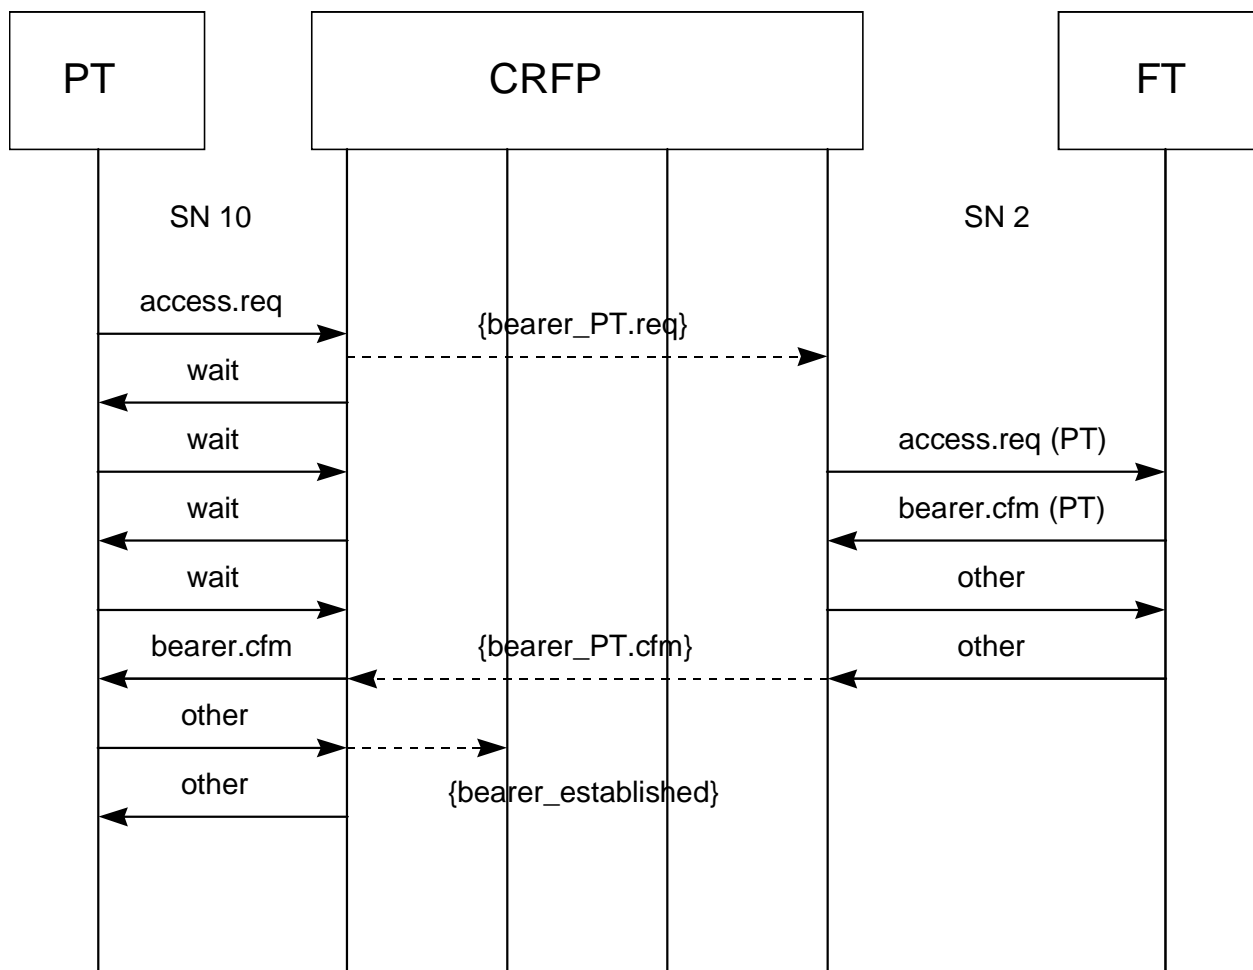 PT
CRFP
FT
SN 10
SN 2
access.req
{bearer_PT.req}
wait
wait
access.req (PT)
wait
bearer.cfm (PT)
wait
other
bearer.cfm
{bearer_PT.cfm}
other
other
other
{bearer_established}